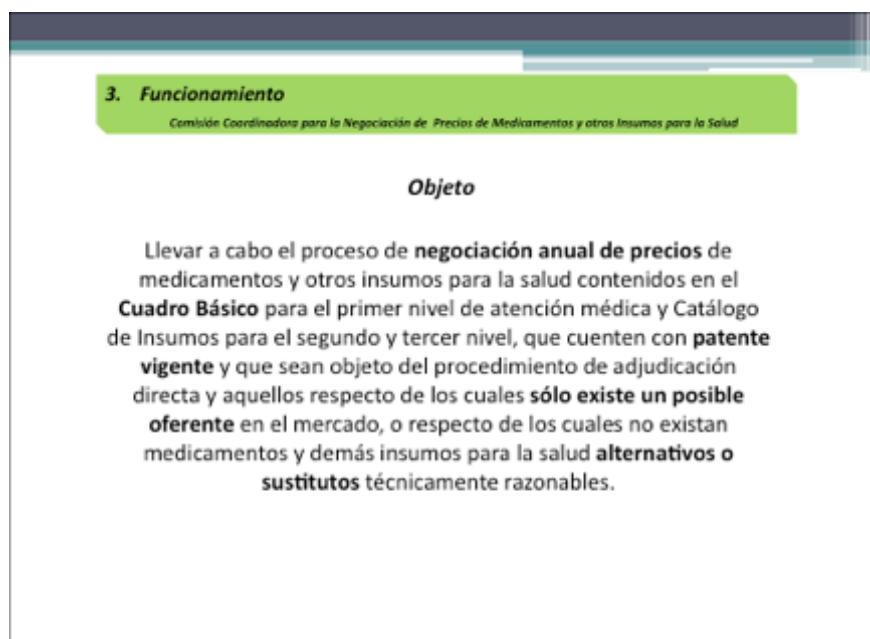 3. Funcionamiento
Comisión Coordinadora para la Negociación de Precios de Medicamentos y otros Insumos para la Salud
Objeto
Llevar a cabo el proceso de negociación anual de precios de
medicamentos y otros insumos para la salud contenidos en el
Cuadro Básico para el primer nivel de atención médica y Catálogo
de Insumos para el segundo y tercer nivel, que cuenten con patente
vigente y que sean objeto del procedimiento de adjudicación
directa y aquellos respecto de los cuales sólo existe un posible
oferente en el mercado, o respecto de los cuales no existan
medicamentos y demás insumos para la salud alternativos o
sustitutos técnicamente razonables.